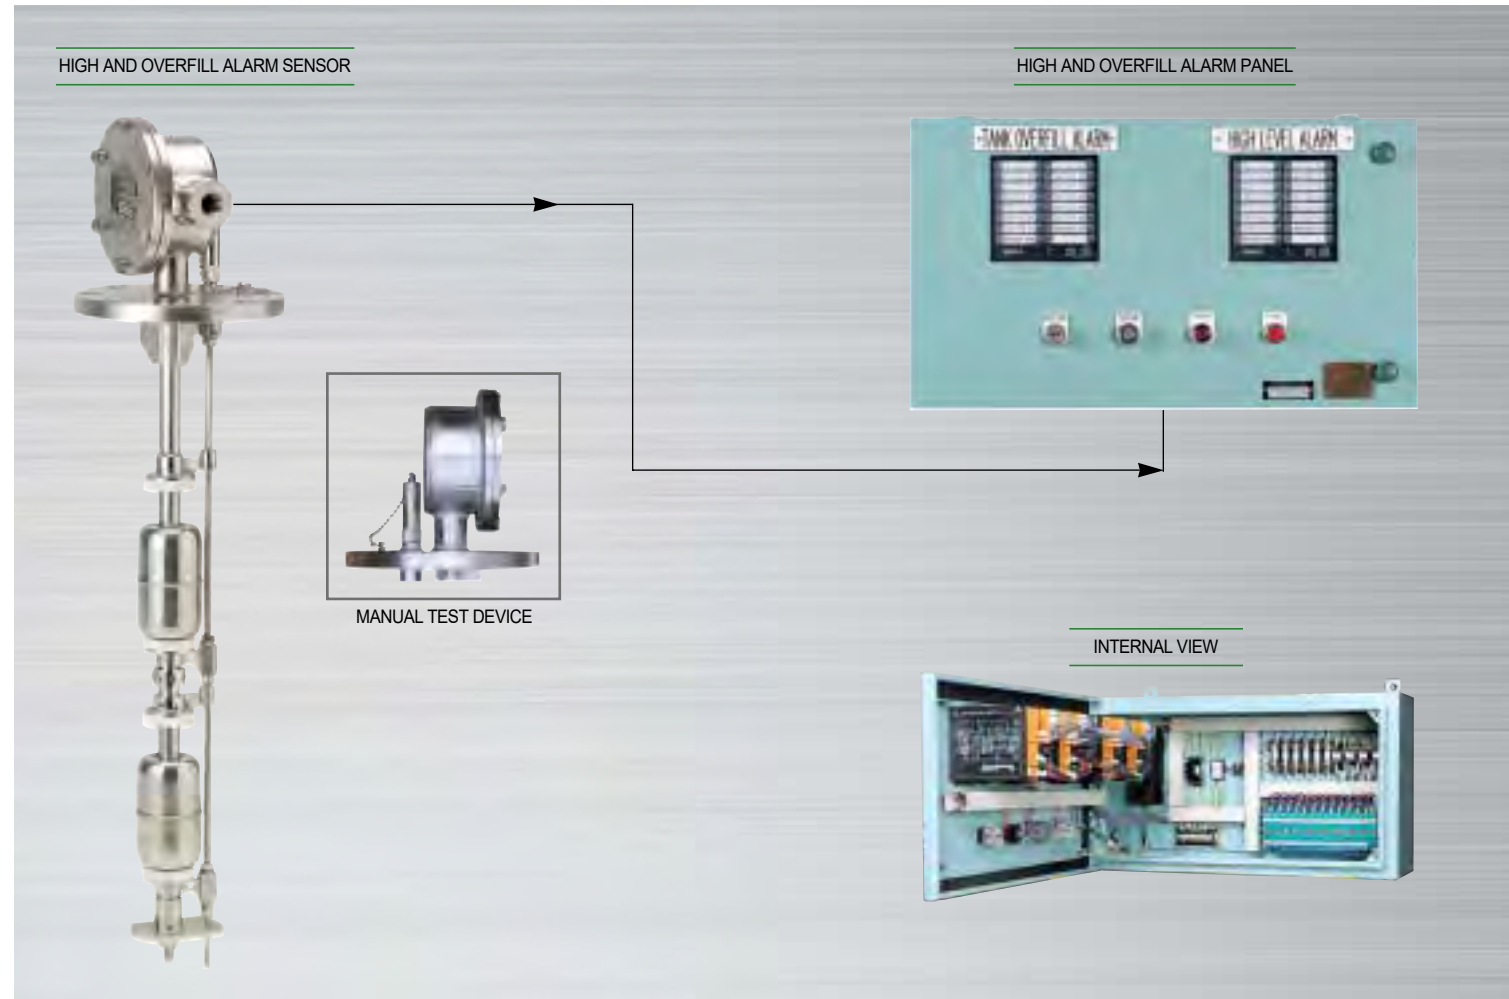 HIGH AND OVERFILL ALARM SENSOR
HIGH AND OVERFILL ALARM PANEL
TANK OVERFILL ALARM
HIGH LEVEL ALARM
MANUAL TEST DEVICE
INTERNAL VIEW